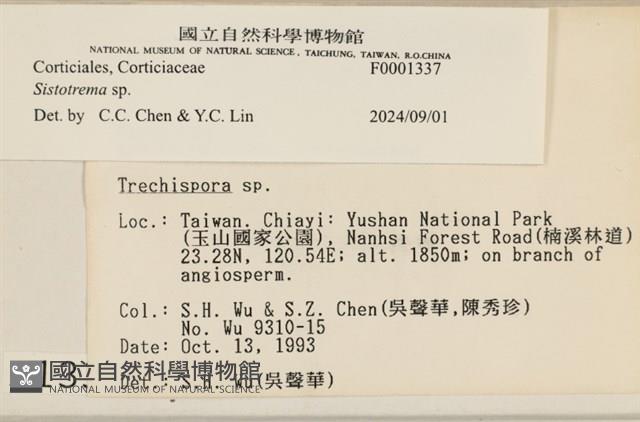 國立自然科學博物館
NATIONAL MUSEUM OF NATURAL SCIENCE, TAICHUNG, TAIWAN, R.O.CHINA
Corticiales, Corticiaceae F0001337
Sistotrema sp.
Det. by C.C. Chen & Y.C. Lin 2024/09/01
Trechispora sp.
Loc.: Taiwan. Chiayi: Yushan National Park
(玉山國家公園), Nanhsi Forest Road(楠溪林道)
23.28N, 120.54E; alt. 1850m; on branch of
angiosperm.
Col.: S.H. Wu & S.Z. Chen(吳聲華,陳秀珍)
No. Wu 9310-15
Date: Oct. 13, 1993
Det.: S.H. Wu(吳聲華)
13.
國立自然科學博物館
NATIONAL MUSEUM OF NATURAL SCIENCE